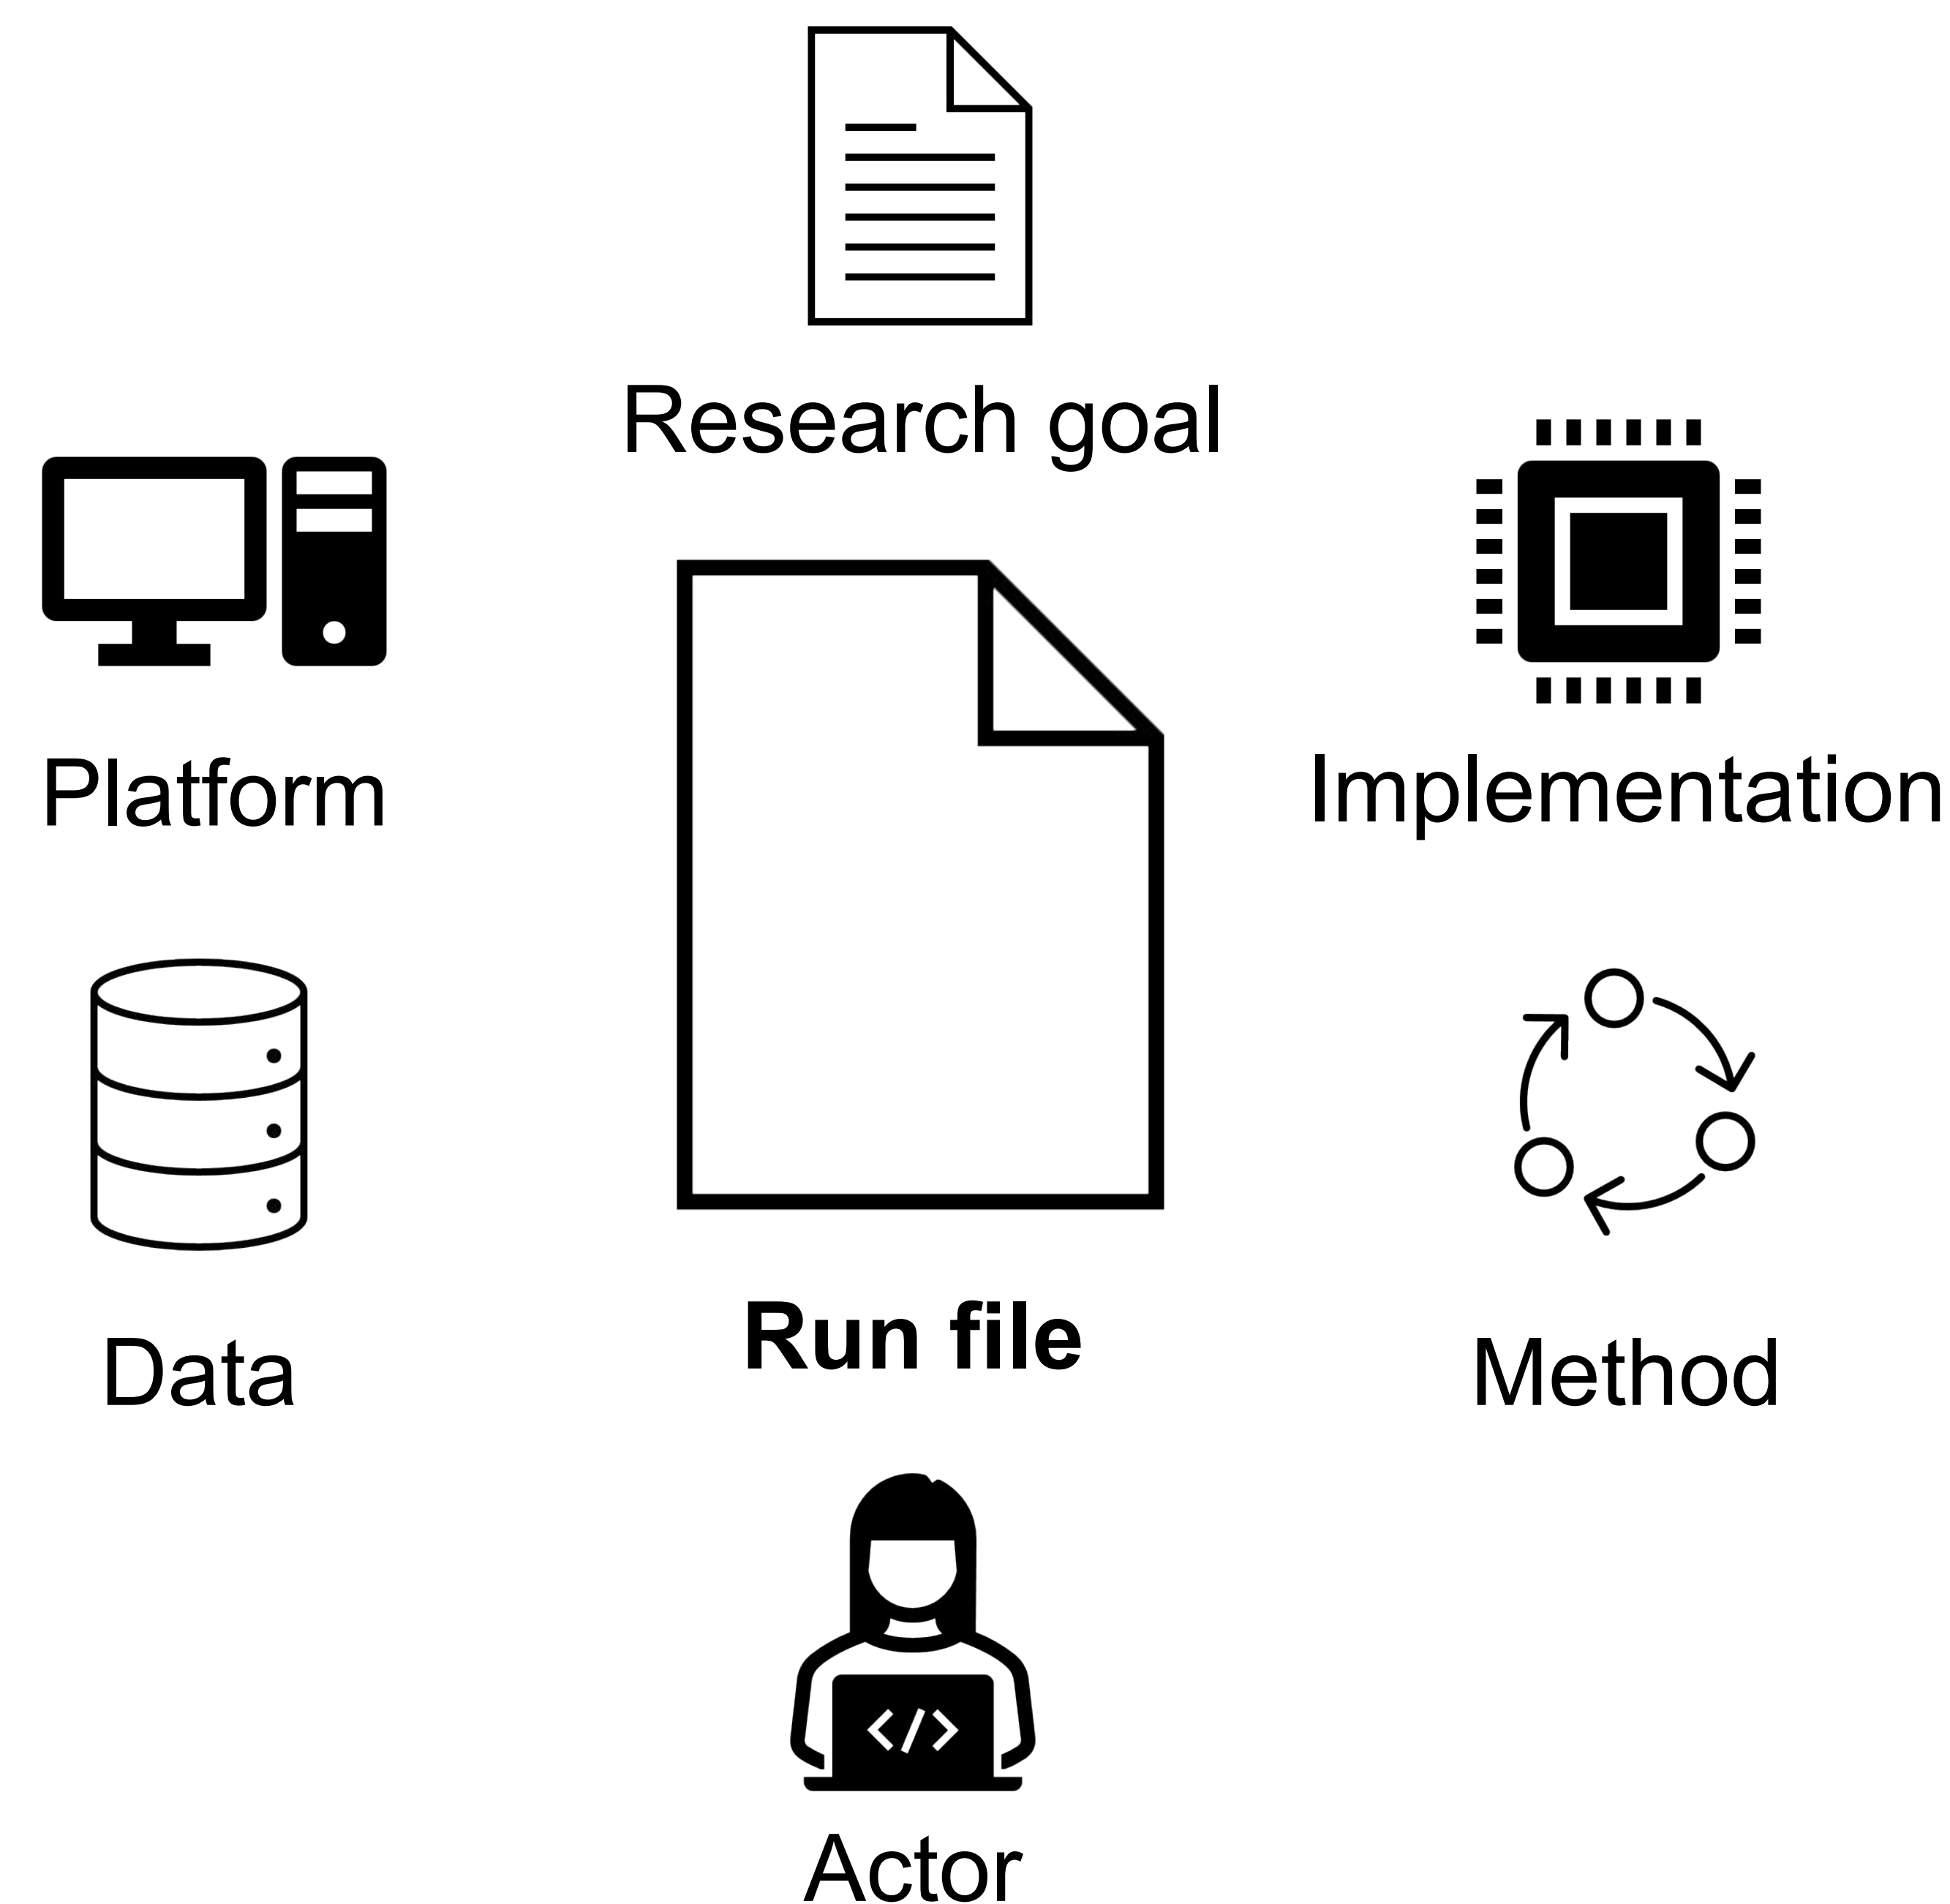 Research goal
Platform
Implementation
Data
Run file
Method
</>
Actor